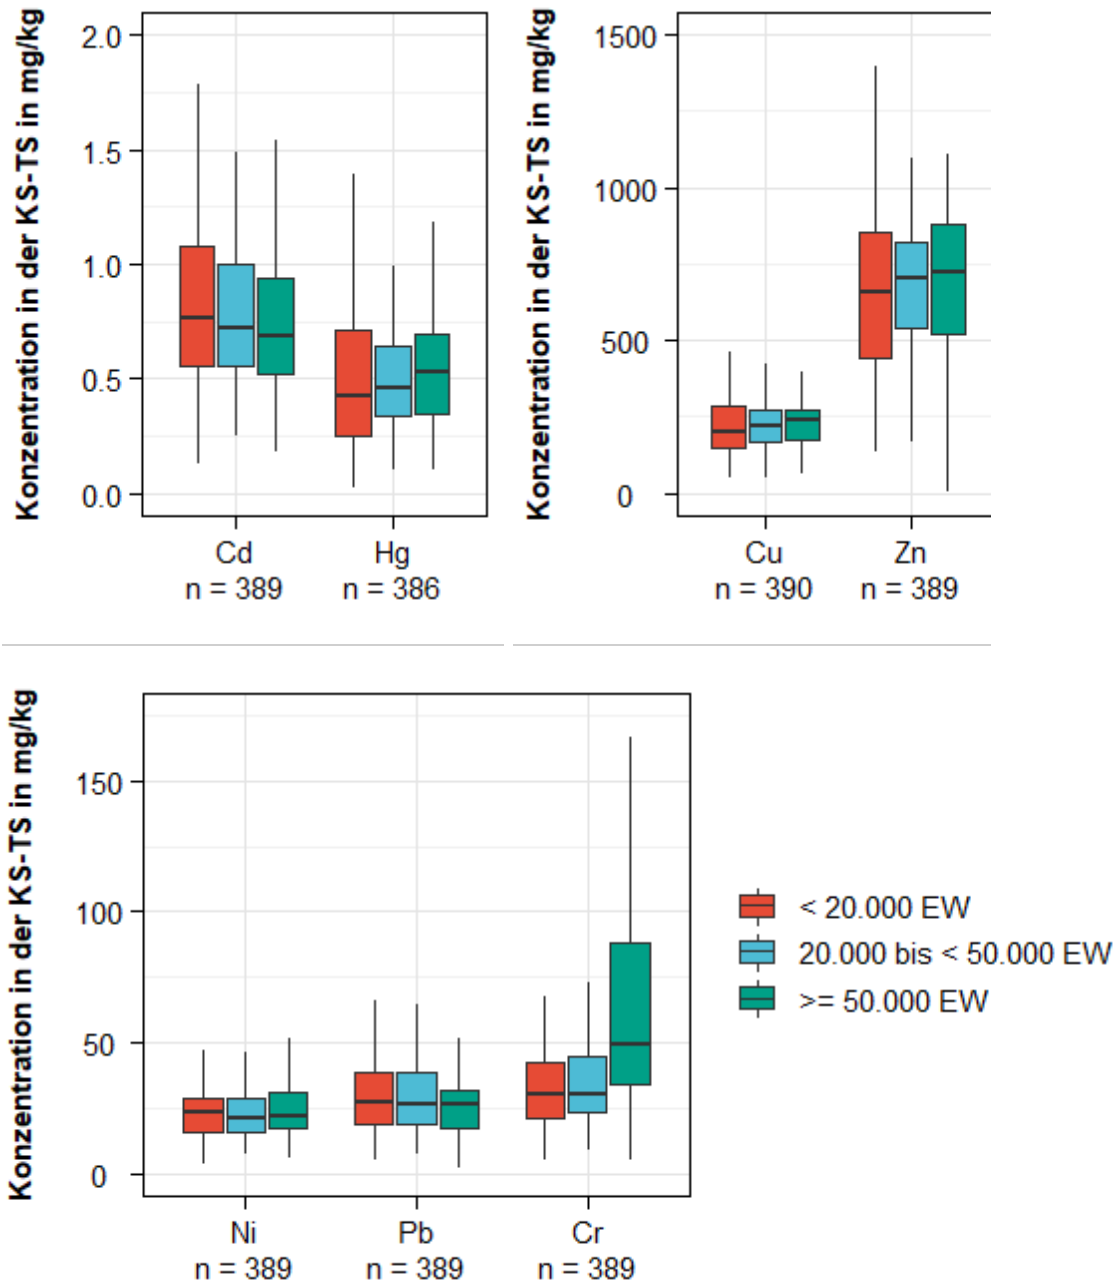 Konzentration in der KS-TS in mg/kg
2.0
1.5
1.0
0.5
0.0
Cd
n = 389
Hg
n = 386
Konzentration in der KS-TS in mg/kg
1500
1000
500
0
Cu
n = 390
Zn
n = 389
Konzentration in der KS-TS in mg/kg
150
100
50
0
Ni
n = 389
Pb
n = 389
Cr
n = 389
< 20.000 EW
20.000 bis < 50.000 EW
>= 50.000 EW